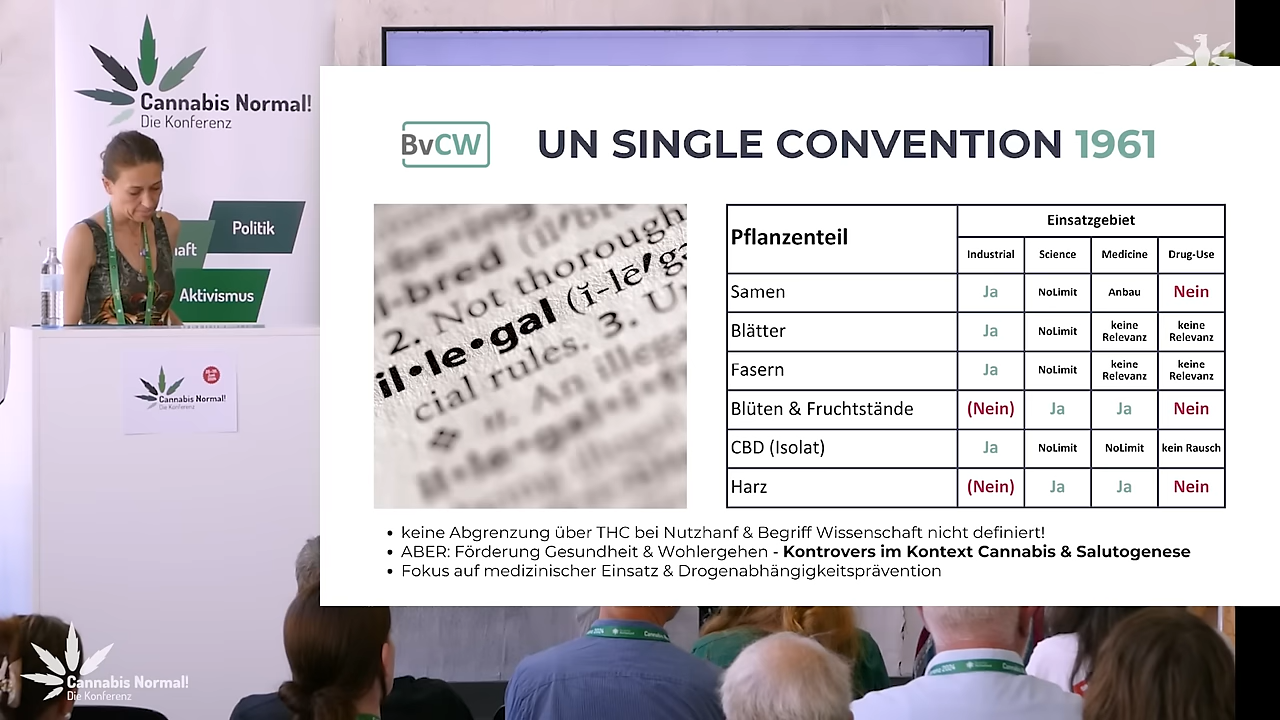 Cannabis Normal!
Die Konferenz
Politik
aft
Aktivismus
Cannabis Normal!
Die Konferenz
BvCW
UN SINGLE CONVENTION 1961
-bred
2. Not thorough
il•le•gal (ĭ-lē′gə
cial rules. 3. U
n. An illeg
Pflanzenteil
Einsatzgebiet
Industrial Science Medicine Drug-Use
Samen Ja NoLimit Anbau Nein
Blätter Ja NoLimit keine Relevanz keine Relevanz
Fasern Ja NoLimit keine Relevanz keine Relevanz
Blüten & Fruchtstände (Nein) Ja Ja Nein
CBD (Isolat) Ja NoLimit NoLimit kein Rausch
Harz (Nein) Ja Ja Nein
• keine Abgrenzung über THC bei Nutzhanf & Begriff Wissenschaft nicht definiert!
• ABER: Förderung Gesundheit & Wohlergehen - Kontrovers im Kontext Cannabis & Salutogenese
• Fokus auf medizinischer Einsatz & Drogenabhängigkeitsprävention
Cannabis Normal!
Die Konferenz